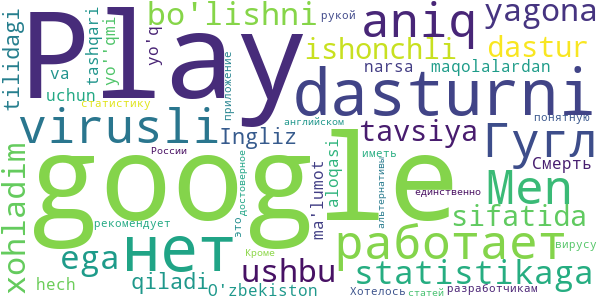 tilidagi
Play
tashqari
yo'qmi
yo'q
bo'lishni
aniq
yagona
ishonchli
dastur
va
uchun
narsa
maqolalardan
рукой
статистику
приложение
dasturni
понятную
virusli
Ingliz
английском
tavsiya
Гугл
России
Смерть
xohladim
google
это
достоверное
ma'lumot
aloqasi
иметь
альтернативы
единственно
Men
sifatida
рекомендует
нет
работает
вирусу
ega
Кроме
ushbu
statistikaga
hech
qiladi
O'zbekiston
Хотелось
статей
разработчикам